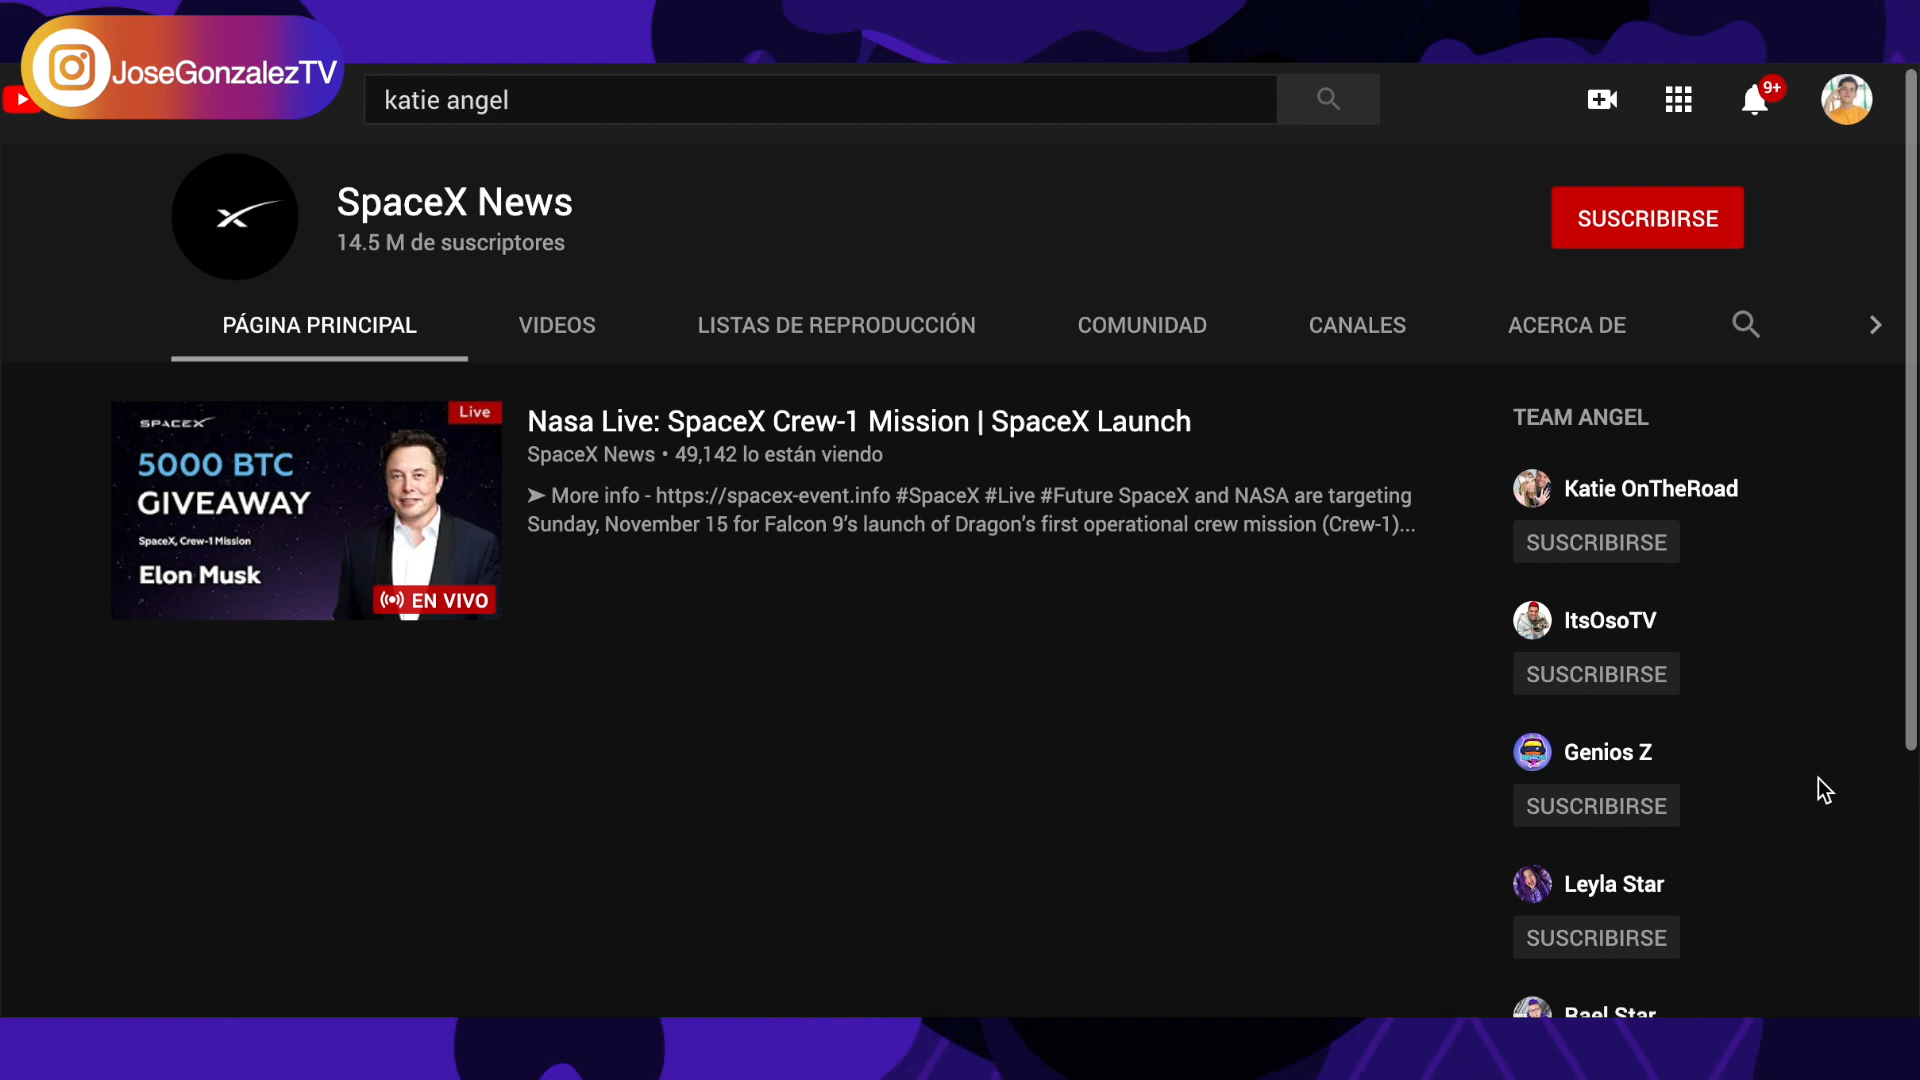 JoseGonzalezTV
katie angel
9+
SpaceX News
14.5 M de suscriptores
SUSCRIBIRSE
PÁGINA PRINCIPAL
VIDEOS
LISTAS DE REPRODUCCIÓN
COMUNIDAD
CANALES
ACERCA DE
SPACEX
Live
5000 BTC
GIVEAWAY
SpaceX, Crew-1 Mission
Elon Musk
EN VIVO
Nasa Live: SpaceX Crew-1 Mission | SpaceX Launch
SpaceX News • 49,142 lo están viendo
➤ More info - https://spacex-event.info #SpaceX #Live #Future SpaceX and NASA are targeting
Sunday, November 15 for Falcon 9's launch of Dragon's first operational crew mission (Crew-1)...
TEAM ANGEL
Katie OnTheRoad
SUSCRIBIRSE
ItsOsoTV
SUSCRIBIRSE
Genios Z
SUSCRIBIRSE
Leyla Star
SUSCRIBIRSE
Rael Star